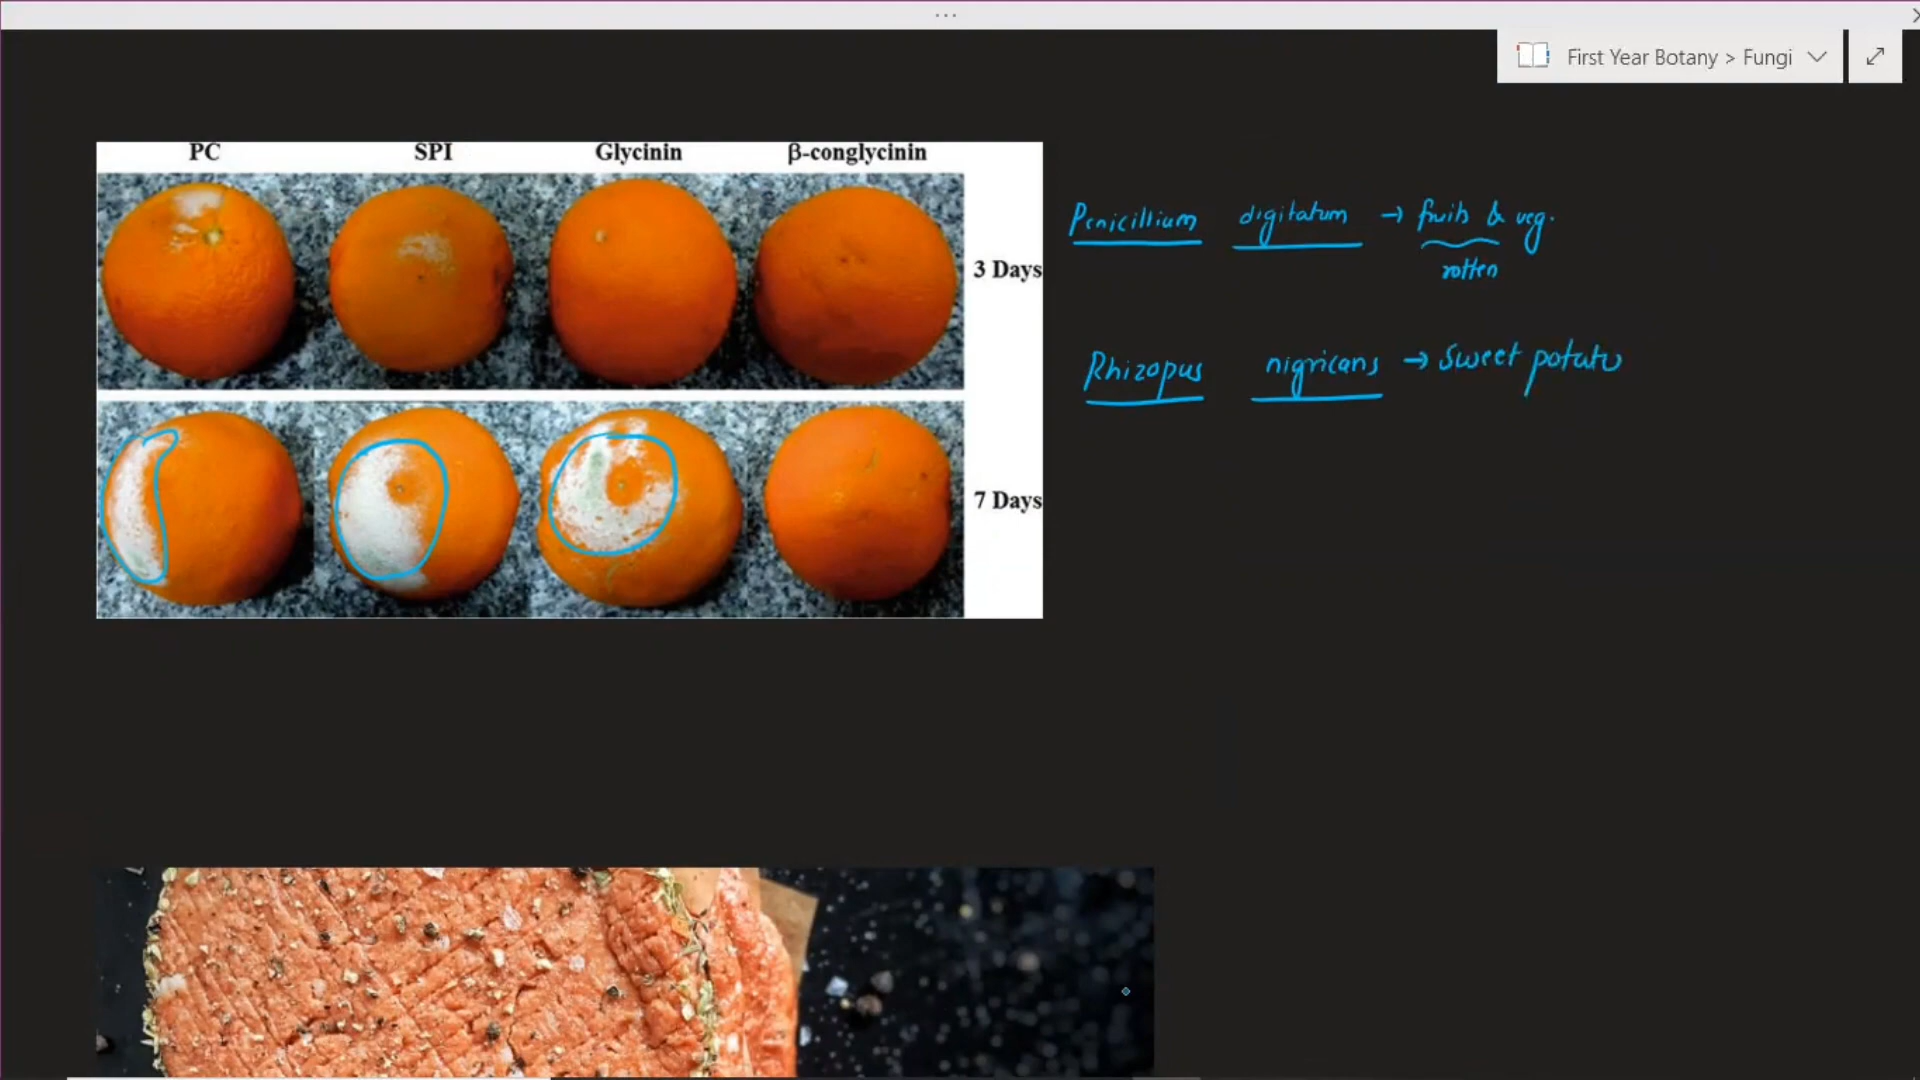 First Year Botany > Fungi
PC SPI Glycinin β-conglycinin
3 Days
7 Days
Penicillium digitatum → fruits & veg.
rotten
Rhizopus nigricans → Sweet potato